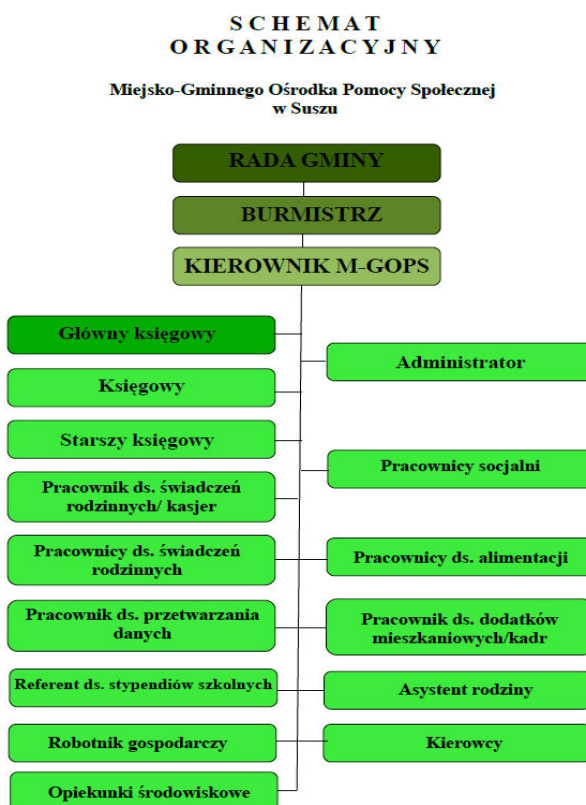 SCHEMAT
ORGANIZACYJNY
Miejsko-Gminnego Ośrodka Pomocy Społecznej
w Suszu
RADA GMINY
BURMISTRZ
KIEROWNIK M-GOPS
Główny księgowy
Księgowy
Starszy księgowy
Pracownik ds. świadczeń
rodzinnych/ kasjer
Pracownicy ds. świadczeń
rodzinnych
Pracownik ds. przetwarzania
danych
Referent ds. stypendiów szkolnych
Robotnik gospodarczy
Opiekunki środowiskowe
Administrator
Pracownicy socjalni
Pracownicy ds. alimentacji
Pracownik ds. dodatków
mieszkaniowych/kadr
Asystent rodziny
Kierowcy